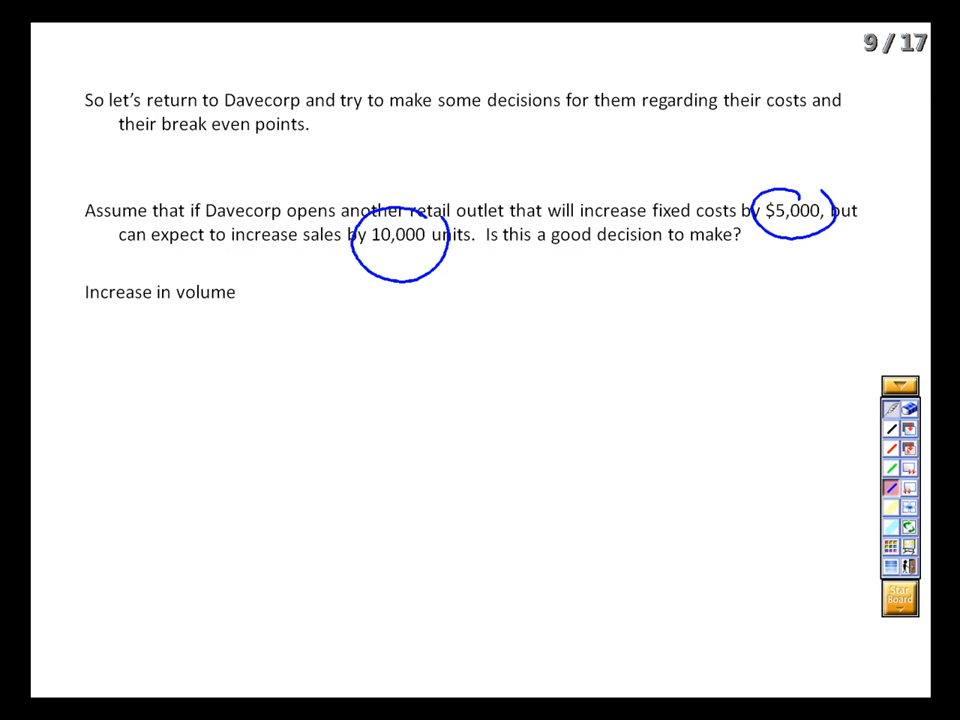 9 / 17
So let's return to Davecorp and try to make some decisions for them regarding their costs and
their break even points.
Assume that if Davecorp opens another retail outlet that will increase fixed costs by $5,000, but
can expect to increase sales by 10,000 units. Is this a good decision to make?
Increase in volume
Star
Board